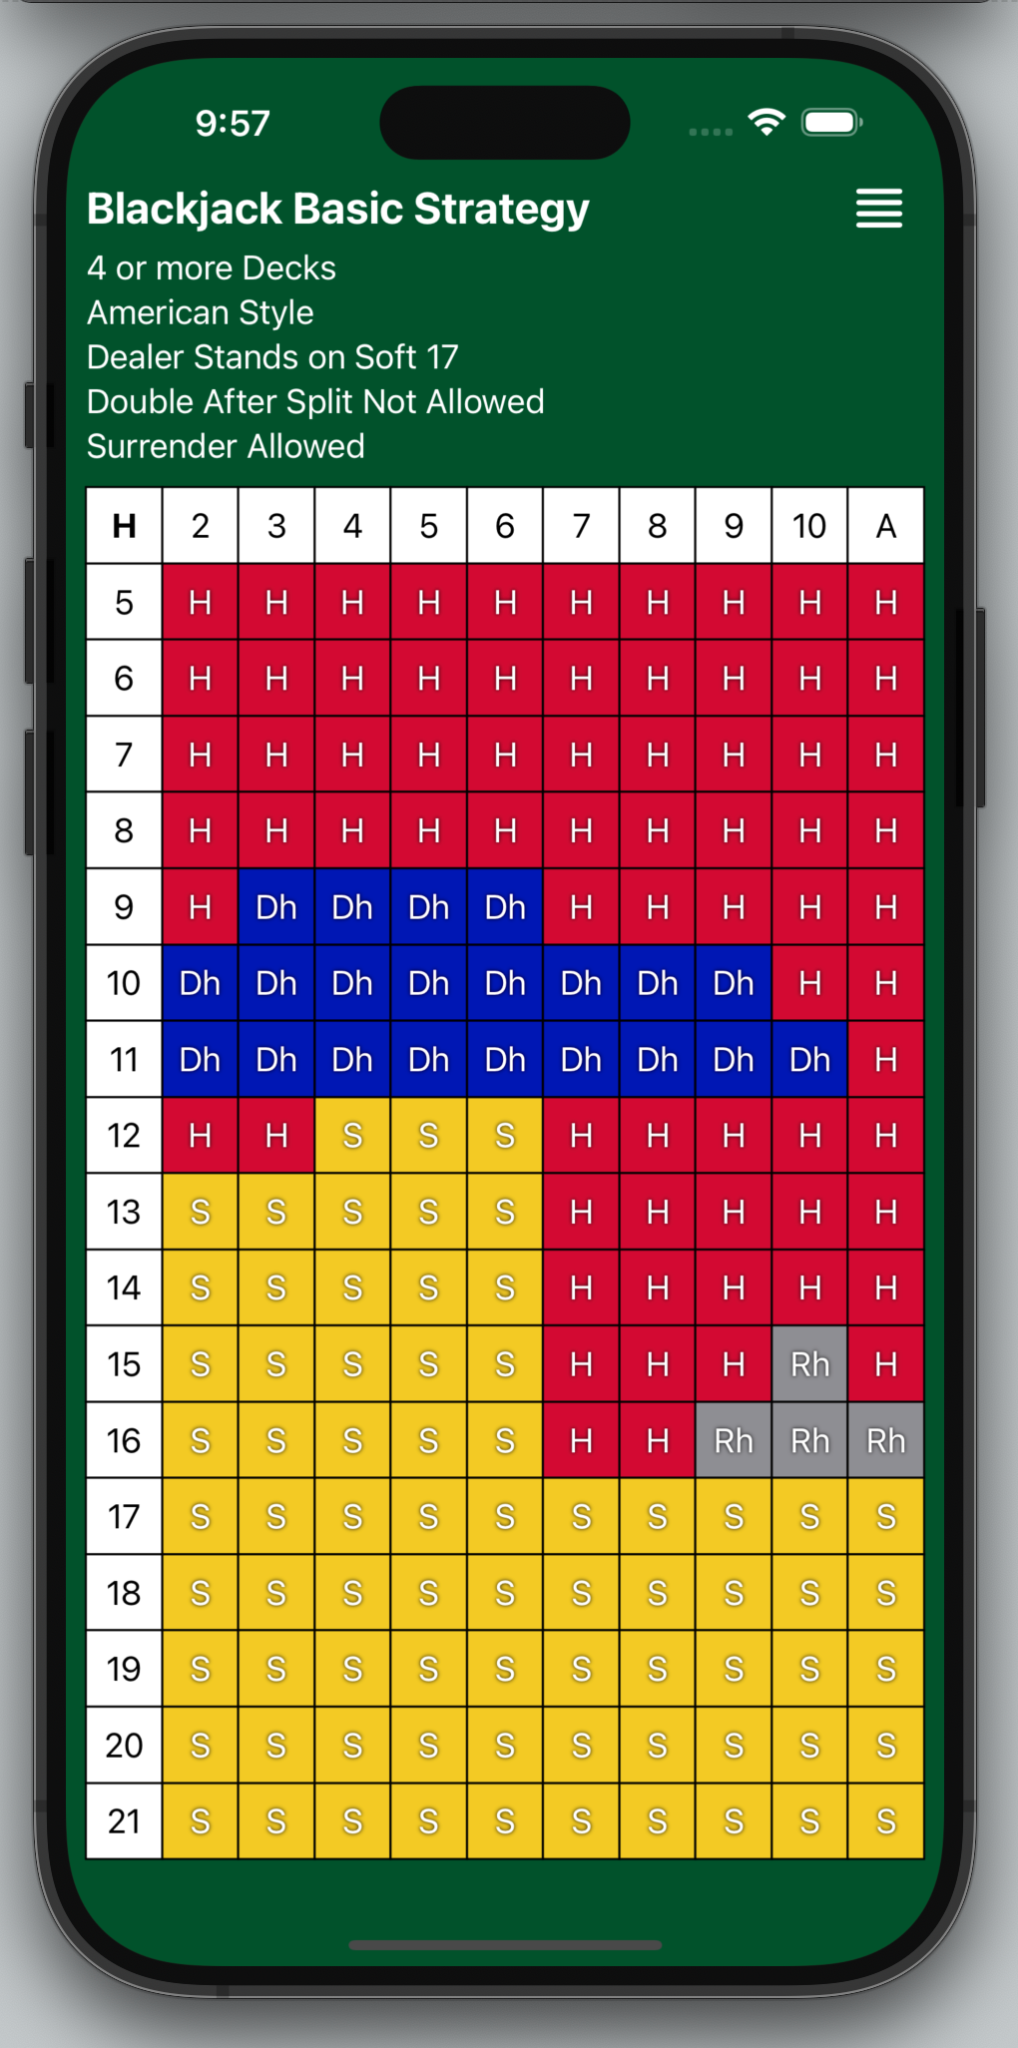 9:57
Blackjack Basic Strategy
4 or more Decks
American Style
Dealer Stands on Soft 17
Double After Split Not Allowed
Surrender Allowed
H 2 3 4 5 6 7 8 9 10 A
5 H H H H H H H H H H
6 H H H H H H H H H H
7 H H H H H H H H H H
8 H H H H H H H H H H
9 H Dh Dh Dh Dh H H H H H
10 Dh Dh Dh Dh Dh Dh Dh Dh H H
11 Dh Dh Dh Dh Dh Dh Dh Dh Dh H
12 H H S S S H H H H H
13 S S S S S H H H H H
14 S S S S S H H H H H
15 S S S S S H H H Rh H
16 S S S S S H H Rh Rh Rh
17 S S S S S S S S S S
18 S S S S S S S S S S
19 S S S S S S S S S S
20 S S S S S S S S S S
21 S S S S S S S S S S